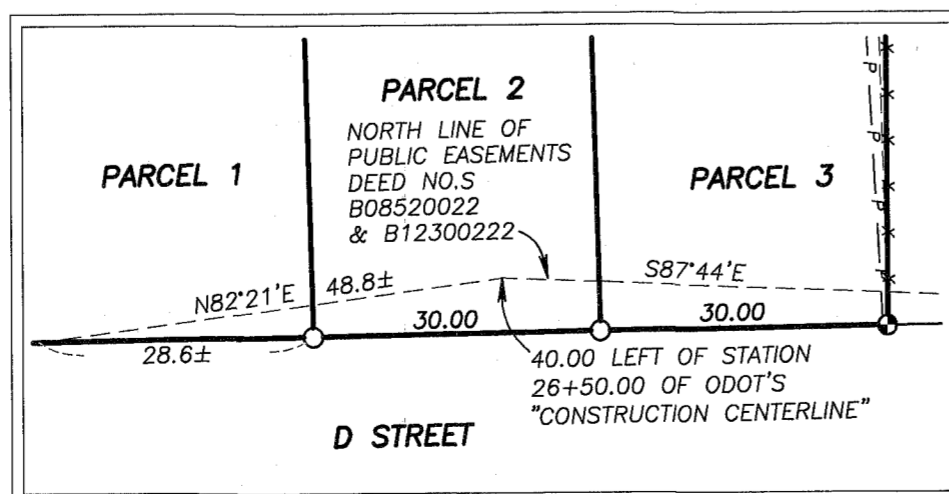 PARCEL 1
PARCEL 2
NORTH LINE OF
PUBLIC EASEMENTS
DEED NO.S
B08520022
& B12300222
PARCEL 3
P
P
P
P
P
N82°21'E
48.8±
S87°44'E
28.6±
30.00
30.00
40.00 LEFT OF STATION
26+50.00 OF ODOT'S
"CONSTRUCTION CENTERLINE"
D STREET